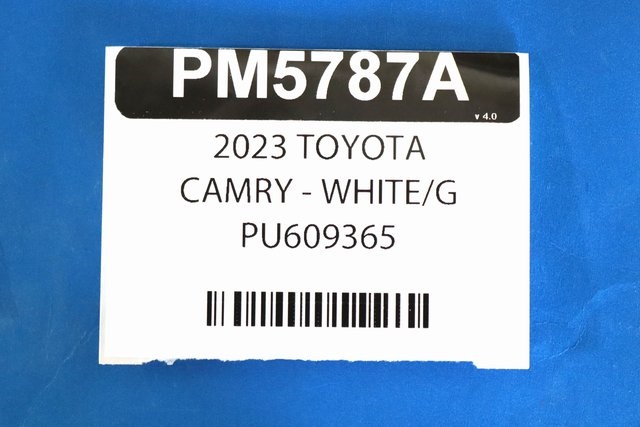 PM5787A
v 4.0
2023 TOYOTA
CAMRY - WHITE/G
PU609365